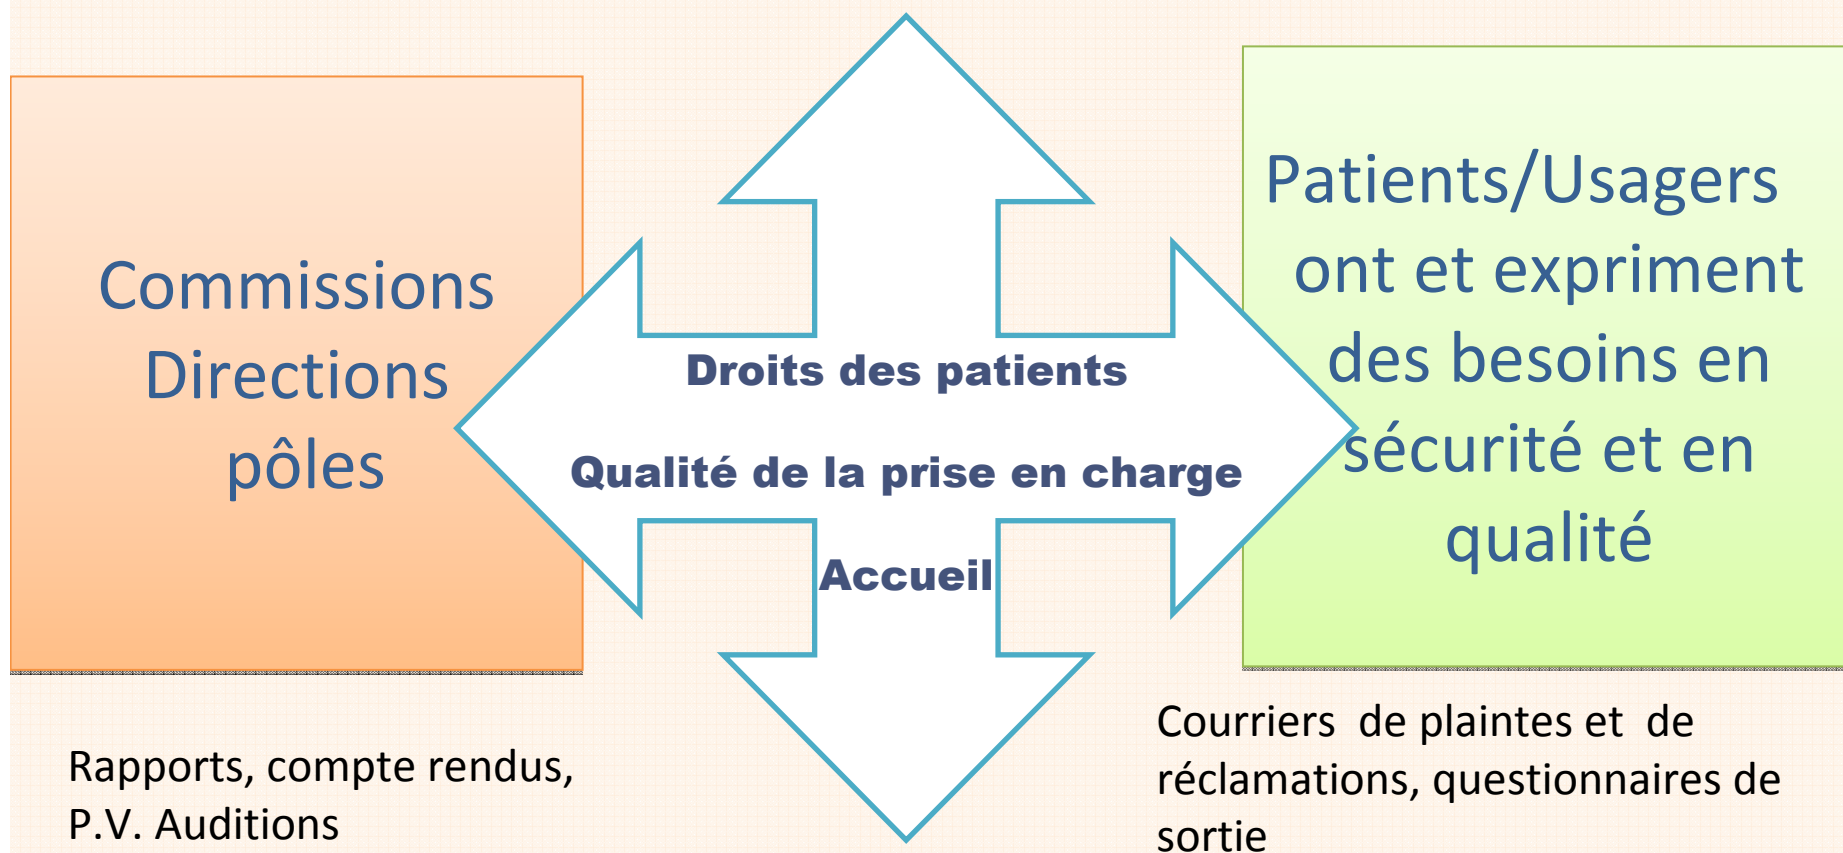 Commissions
Directions
pôles
Droits des patients
Qualité de la prise en charge
Accueil
Patients/Usagers
ont et expriment
des besoins en
sécurité et en
qualité
Rapports, compte rendus,
P.V. Auditions
Courriers de plaintes et de
réclamations, questionnaires de
sortie